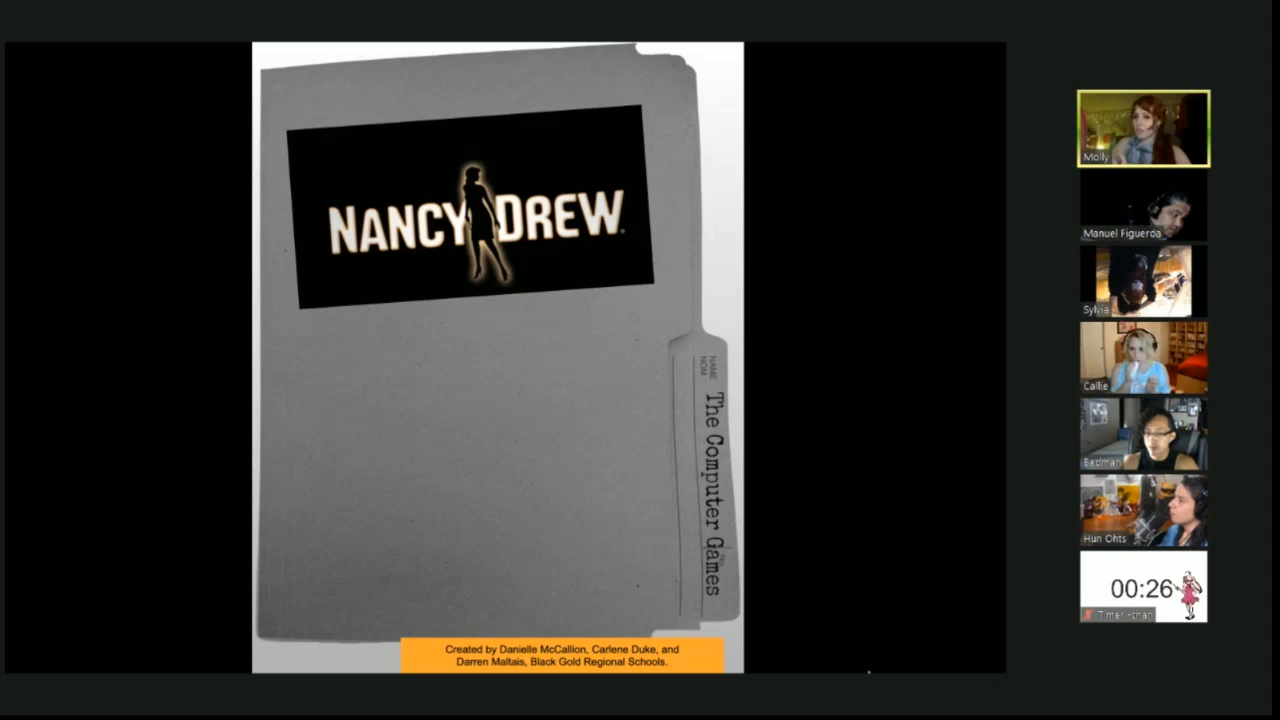 NANCY DREW
NAME
NOM
The Computer Games
Created by Danielle McCallion, Carlene Duke, and
Darren Maltais, Black Gold Regional Schools.
Molly
Manuel Figueroa
Sylvia
Callie
Badman
Hun Ohts
00:26
Timer-chan